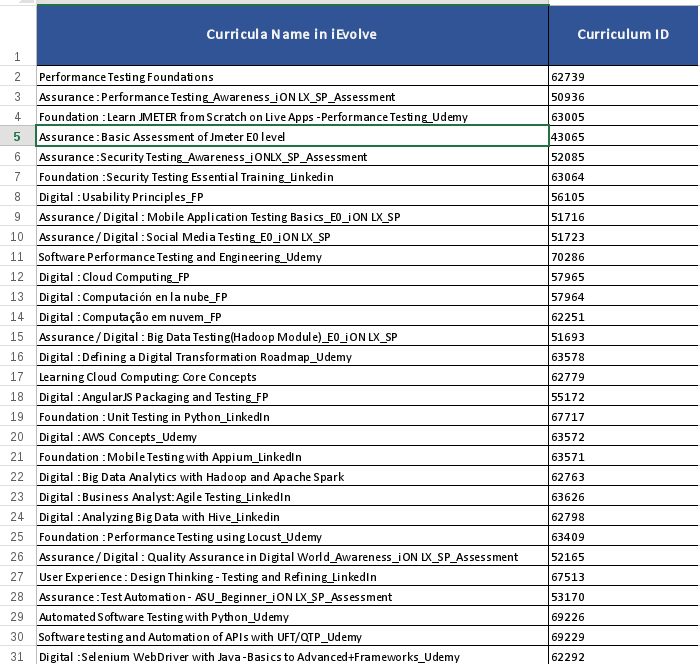 Curricula Name in iEvolve Curriculum ID
1
2 Performance Testing Foundations 62739
3 Assurance : Performance Testing_Awareness_iON LX_SP_Assessment 50936
4 Foundation : Learn JMETER from Scratch on Live Apps -Performance Testing_Udemy 63005
5 Assurance : Basic Assessment of Jmeter E0 level 43065
6 Assurance : Security Testing_Awareness_iONLX_SP_Assessment 52085
7 Foundation : Security Testing Essential Training_Linkedin 63064
8 Digital : Usability Principles_FP 56105
9 Assurance / Digital : Mobile Application Testing Basics_E0_iON LX_SP 51716
10 Assurance / Digital : Social Media Testing_E0_iON LX_SP 51723
11 Software Performance Testing and Engineering_Udemy 70286
12 Digital : Cloud Computing_FP 57965
13 Digital : Computación en la nube_FP 57964
14 Digital : Computação em nuvem_FP 62251
15 Assurance / Digital : Big Data Testing(Hadoop Module)_E0_iON LX_SP 51693
16 Digital : Defining a Digital Transformation Roadmap_Udemy 63578
17 Learning Cloud Computing: Core Concepts 62779
18 Digital : AngularJS Packaging and Testing_FP 55172
19 Foundation : Unit Testing in Python_LinkedIn 67717
20 Digital : AWS Concepts_Udemy 63572
21 Foundation : Mobile Testing with Appium_LinkedIn 63571
22 Digital : Big Data Analytics with Hadoop and Apache Spark 62763
23 Digital : Business Analyst: Agile Testing_LinkedIn 63626
24 Digital : Analyzing Big Data with Hive_Linkedin 62798
25 Foundation : Performance Testing using Locust_Udemy 63409
26 Assurance / Digital : Quality Assurance in Digital World_Awareness_iON LX_SP_Assessment 52165
27 User Experience : Design Thinking - Testing and Refining_LinkedIn 67513
28 Assurance : Test Automation - ASU_Beginner_iON LX_SP_Assessment 53170
29 Automated Software Testing with Python_Udemy 69226
30 Software testing and Automation of APIs with UFT/QTP_Udemy 69229
31 Digital : Selenium WebDriver with Java -Basics to Advanced+Frameworks_Udemy 62292